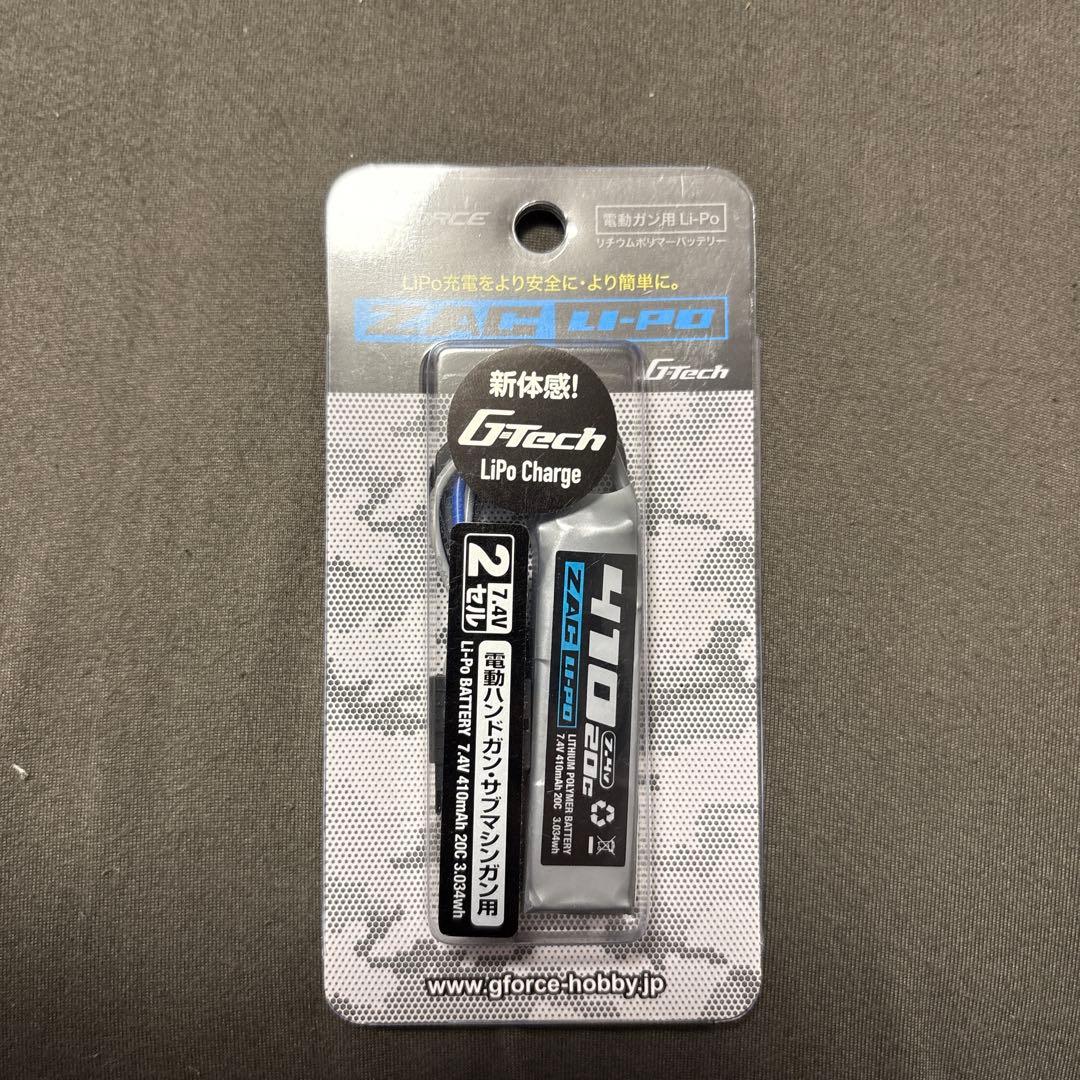 FORCE
電動ガン用 Li-Po
リチウムポリマーバッテリー
LiPo充電をより安全に・より簡単に。
ZAC LI-PO
G-Tech
新体感!
G-Tech
LiPo Charge
2セル
7.4V
電動ハンドガン・サブマシンガン用
Li-Po BATTERY 7.4V 410mAh 20C 3.034wh
410
7.4V
20C
ZAC LI-PO
LITHIUM POLYMER BATTERY
7.4V 410mAh 20C 3.034wh
www.gforce-hobby.jp